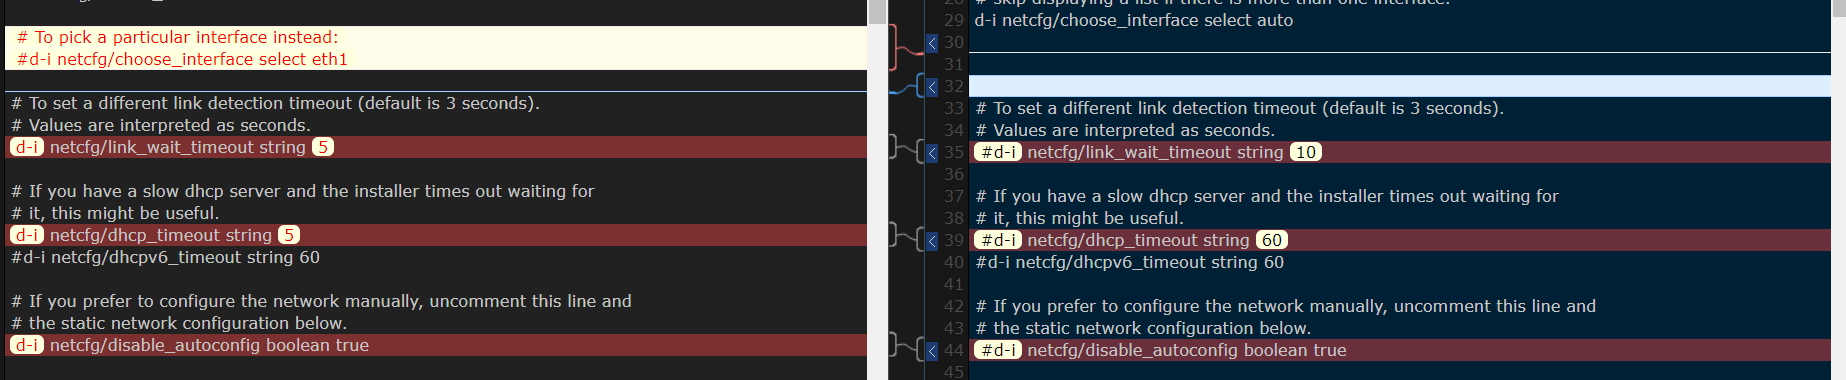 # To pick a particular interface instead:
#d-i netcfg/choose_interface select eth1
# To set a different link detection timeout (default is 3 seconds).
# Values are interpreted as seconds.
d-i netcfg/link_wait_timeout string 5
# If you have a slow dhcp server and the installer times out waiting for
# it, this might be useful.
d-i netcfg/dhcp_timeout string 5
#d-i netcfg/dhcpv6_timeout string 60
# If you prefer to configure the network manually, uncomment this line and
# the static network configuration below.
d-i netcfg/disable_autoconfig boolean true
28 # skip displaying a list if there is more than one interface.
29 d-i netcfg/choose_interface select auto
30
31
32
33 # To set a different link detection timeout (default is 3 seconds).
34 # Values are interpreted as seconds.
35 #d-i netcfg/link_wait_timeout string 10
36
37 # If you have a slow dhcp server and the installer times out waiting for
38 # it, this might be useful.
39 #d-i netcfg/dhcp_timeout string 60
40 #d-i netcfg/dhcpv6_timeout string 60
41
42 # If you prefer to configure the network manually, uncomment this line and
43 # the static network configuration below.
44 #d-i netcfg/disable_autoconfig boolean true
45